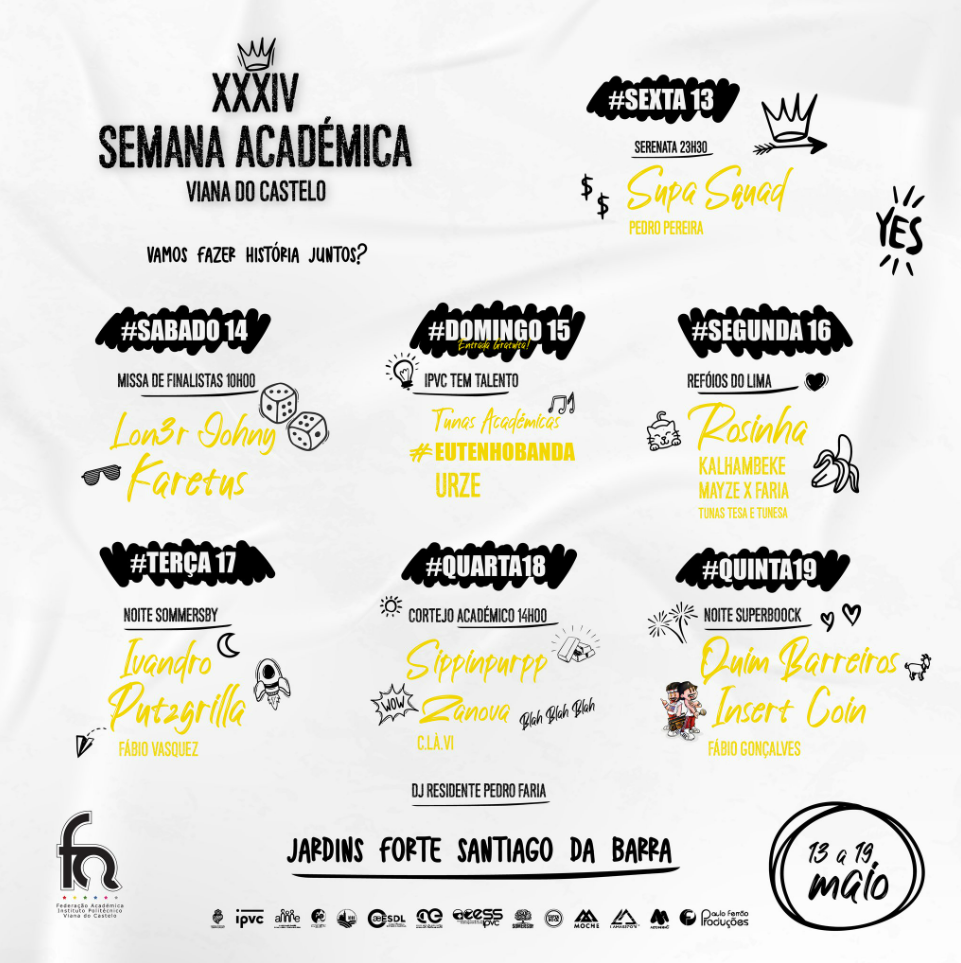 XXXIV
SEMANA ACADÉMICA
VIANA DO CASTELO
VAMOS FAZER HISTÓRIA JUNTOS?
#SEXTA 13
SERENATA 23H30
$ $
Supa Squad
PEDRO PEREIRA
YES
#SABADO 14
MISSA DE FINALISTAS 10H00
Lon3r Johny
Karetus
#DOMINGO 15
Entrada Gratuita!
IPVC TEM TALENTO
Tunas Académicas
#EUTENHOBANDA
URZE
#SEGUNDA 16
REFÓIOS DO LIMA
Rosinha
KALHAMBEKE
MAYZE X FARIA
TUNAS TESA E TUNESA
#TERÇA 17
NOITE SOMMERSBY
Ivandro
Putzgrilla
FÁBIO VASQUEZ
#QUARTA18
CORTEJO ACADÉMICO 14H00
Sippinpurpp
WOW
Zanova
Blah Blah Blah
C.LÀ.VI
#QUINTA19
NOITE SUPERBOOCK
Quim Barreiros
Insert Coin
FÁBIO GONÇALVES
DJ RESIDENTE PEDRO FARIA
JARDINS FORTE SANTIAGO DA BARRA
13 a 19
maio
Federação Académica
Instituto Politécnico
Viana do Castelo
ipvc
aeESDL
acess
ipvc
MOCHE
Paulo Ferrão
Produções